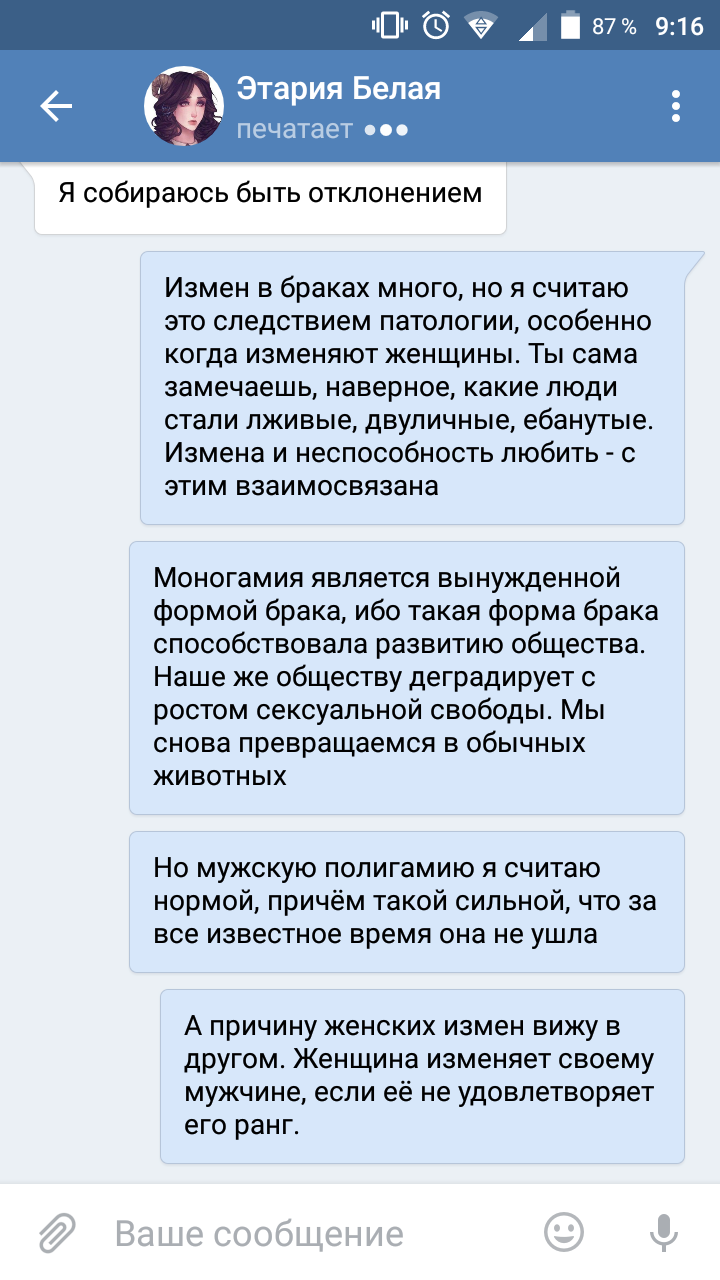 87 % 9:16
Этария Белая
печатает
Я собираюсь быть отклонением
Измен в браках много, но я считаю
это следствием патологии, особенно
когда изменяют женщины. Ты сама
замечаешь, наверное, какие люди
стали лживые, двуличные, ебанутые.
Измена и неспособность любить - с
этим взаимосвязана
Моногамия является вынужденной
формой брака, ибо такая форма брака
способствовала развитию общества.
Наше же обществу деградирует с
ростом сексуальной свободы. Мы
снова превращаемся в обычных
животных
Но мужскую полигамию я считаю
нормой, причём такой сильной, что за
все известное время она не ушла
А причину женских измен вижу в
другом. Женщина изменяет своему
мужчине, если её не удовлетворяет
его ранг.
Ваше сообщение